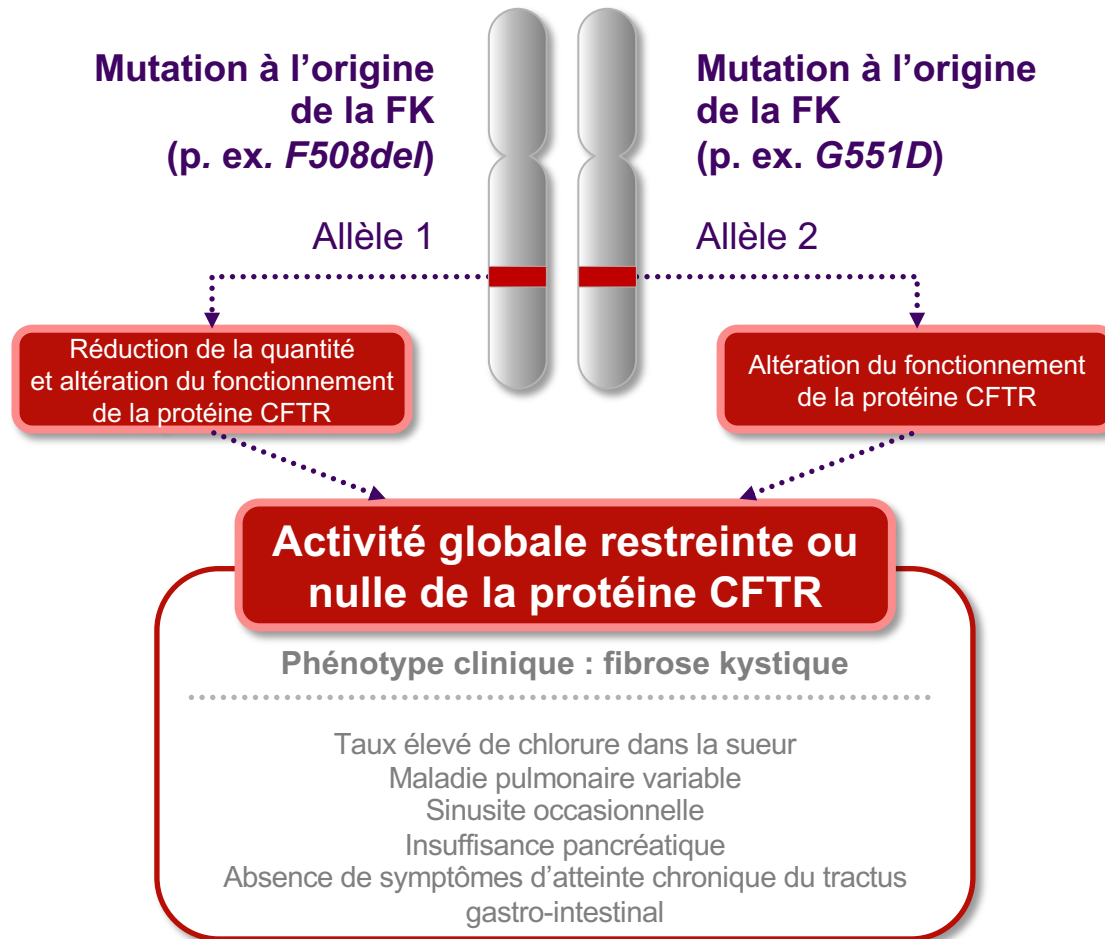 Mutation à l’origine
de la FK
(p. ex. F508del)
Allèle 1
Mutation à l’origine
de la FK
(p. ex. G551D)
Allèle 2
Réduction de la quantité
et altération du fonctionnement
de la protéine CFTR
Altération du fonctionnement
de la protéine CFTR
Activité globale restreinte ou
nulle de la protéine CFTR
Phénotype clinique : fibrose kystique
Taux élevé de chlorure dans la sueur
Maladie pulmonaire variable
Sinusite occasionnelle
Insuffisance pancréatique
Absence de symptômes d’atteinte chronique du tractus
gastro-intestinal